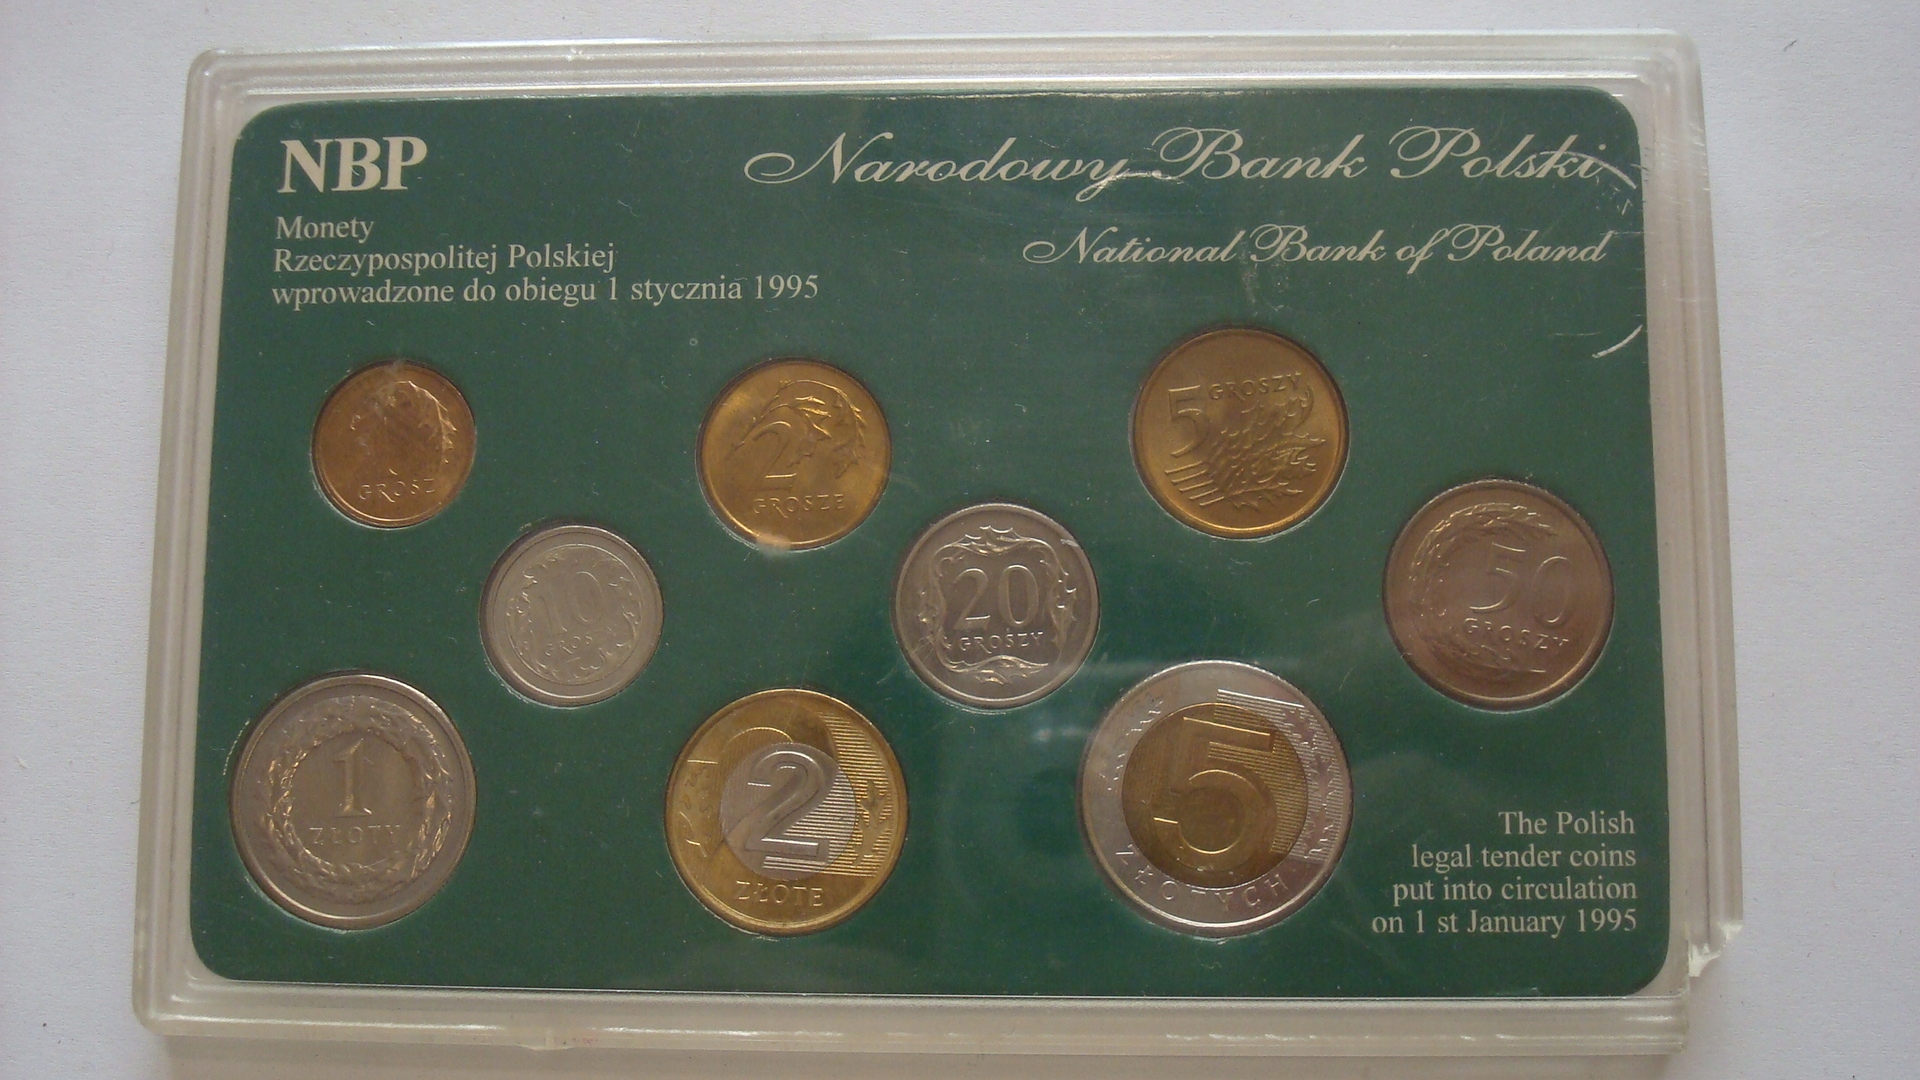 NBP
Narodowy Bank Polski
National Bank of Poland
Monety
Rzeczypospolitej Polskiej
wprowadzone do obiegu 1 stycznia 1995
1
GROSZ
2
GROSZE
5 GROSZY
10
GROSZY
20
GROSZY
50
GROSZY
1
ZŁOTY
2
ZŁOTE
5
ZŁOTYCH
The Polish
legal tender coins
put into circulation
on 1 st January 1995